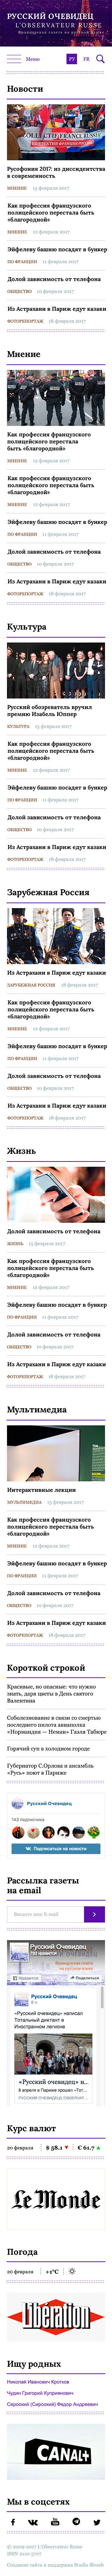 РУССКИЙ ОЧЕВИДЕЦ
L'OBSERVATEUR RUSSE
Французская газета на русском языке
Меню
РУ FR
Новости
Русофония 2017: из диссидентства
в современность
МНЕНИЕ 13 февраля 2017
Как профессия французского
полицейского перестала быть
«благородной»
МНЕНИЕ 12 февраля 2017
Эйфелеву башню посадят в бункер
ПО ФРАНЦИИ 11 февраля 2017
Долой зависимость от телефона
ОБЩЕСТВО 10 февраля 2017
Из Астрахани в Париж едут казаки
ФОТОРЕПОРТАЖ 18 февраля 2017
Мнение
Как профессия французского
полицейского перестала
быть «благородной»
МНЕНИЕ 12 февраля 2017
Как профессия французского
полицейского перестала быть
«благородной»
МНЕНИЕ 12 февраля 2017
Эйфелеву башню посадят в бункер
ПО ФРАНЦИИ 11 февраля 2017
Долой зависимость от телефона
ОБЩЕСТВО 10 февраля 2017
Из Астрахани в Париж едут казаки
ФОТОРЕПОРТАЖ 18 февраля 2017
Культура
Русский обозреватель вручил
премию Изабель Юппер
КУЛЬТУРА 13 февраля 2017
Как профессия французского
полицейского перестала быть
«благородной»
МНЕНИЕ 12 февраля 2017
Эйфелеву башню посадят в бункер
ПО ФРАНЦИИ 11 февраля 2017
Долой зависимость от телефона
ОБЩЕСТВО 10 февраля 2017
Из Астрахани в Париж едут казаки
ФОТОРЕПОРТАЖ 18 февраля 2017
Зарубежная Россия
Из Астрахани в Париж едут казаки
ЗАРУБЕЖНАЯ РОССИЯ 18 февраля 2017
Как профессия французского
полицейского перестала быть
«благородной»
МНЕНИЕ 12 февраля 2017
Эйфелеву башню посадят в бункер
ПО ФРАНЦИИ 11 февраля 2017
Долой зависимость от телефона
ОБЩЕСТВО 10 февраля 2017
Из Астрахани в Париж едут казаки
ФОТОРЕПОРТАЖ 18 февраля 2017
Жизнь
Долой зависимость от телефона
ЖИЗНЬ 13 февраля 2017
Как профессия французского
полицейского перестала быть
«благородной»
МНЕНИЕ 12 февраля 2017
Эйфелеву башню посадят в бункер
ПО ФРАНЦИИ 11 февраля 2017
Долой зависимость от телефона
ОБЩЕСТВО 10 февраля 2017
Из Астрахани в Париж едут казаки
ФОТОРЕПОРТАЖ 18 февраля 2017
Мультимедиа
Интерактивные лекции
МУЛЬТИМЕДИА 13 февраля 2017
Как профессия французского
полицейского перестала быть
«благородной»
МНЕНИЕ 12 февраля 2017
Эйфелеву башню посадят в бункер
ПО ФРАНЦИИ 11 февраля 2017
Долой зависимость от телефона
ОБЩЕСТВО 10 февраля 2017
Из Астрахани в Париж едут казаки
ФОТОРЕПОРТАЖ 18 февраля 2017
Короткой строкой
Красивые, но опасные: что нужно
знать, даря цветы в День святого
Валентина
Соболезнование в связи со смертью
последнего пилота авиаполка
«Нормандия — Неман» Гаэля Таборе
Горячий суп в холодном городе
Губернатор С.Орлова и ансамбль
«Русь» поют в Париже
Русский Очевидец
143 подписчика
Подписаться на новости
Рассылка газеты
на email
Введите ваш E-mail
Русский Очевидец
Французская газета
на русском языке
Нравится
Поделиться
Русский Очевидец
«Русский очевидец» написал
Тотальный диктант в
Иностранном легионе
«Русский очевидец» н...
8 апреля в Париже прошел «Тот...
Курс валют
20 февраля $ 58.1 ▼ € 61.7 ▲
Le Monde
Погода
20 февраля +1°C
Libération
Ищу родных
Николай Иванович Кротков
Чудин Григорий Куприянович
Сироокий (Сироокий) Федор Андреевич
CANAL+
Мы в соцсетях
© 2009-2017 L'Observateur Russe
ISSN 2120-3707